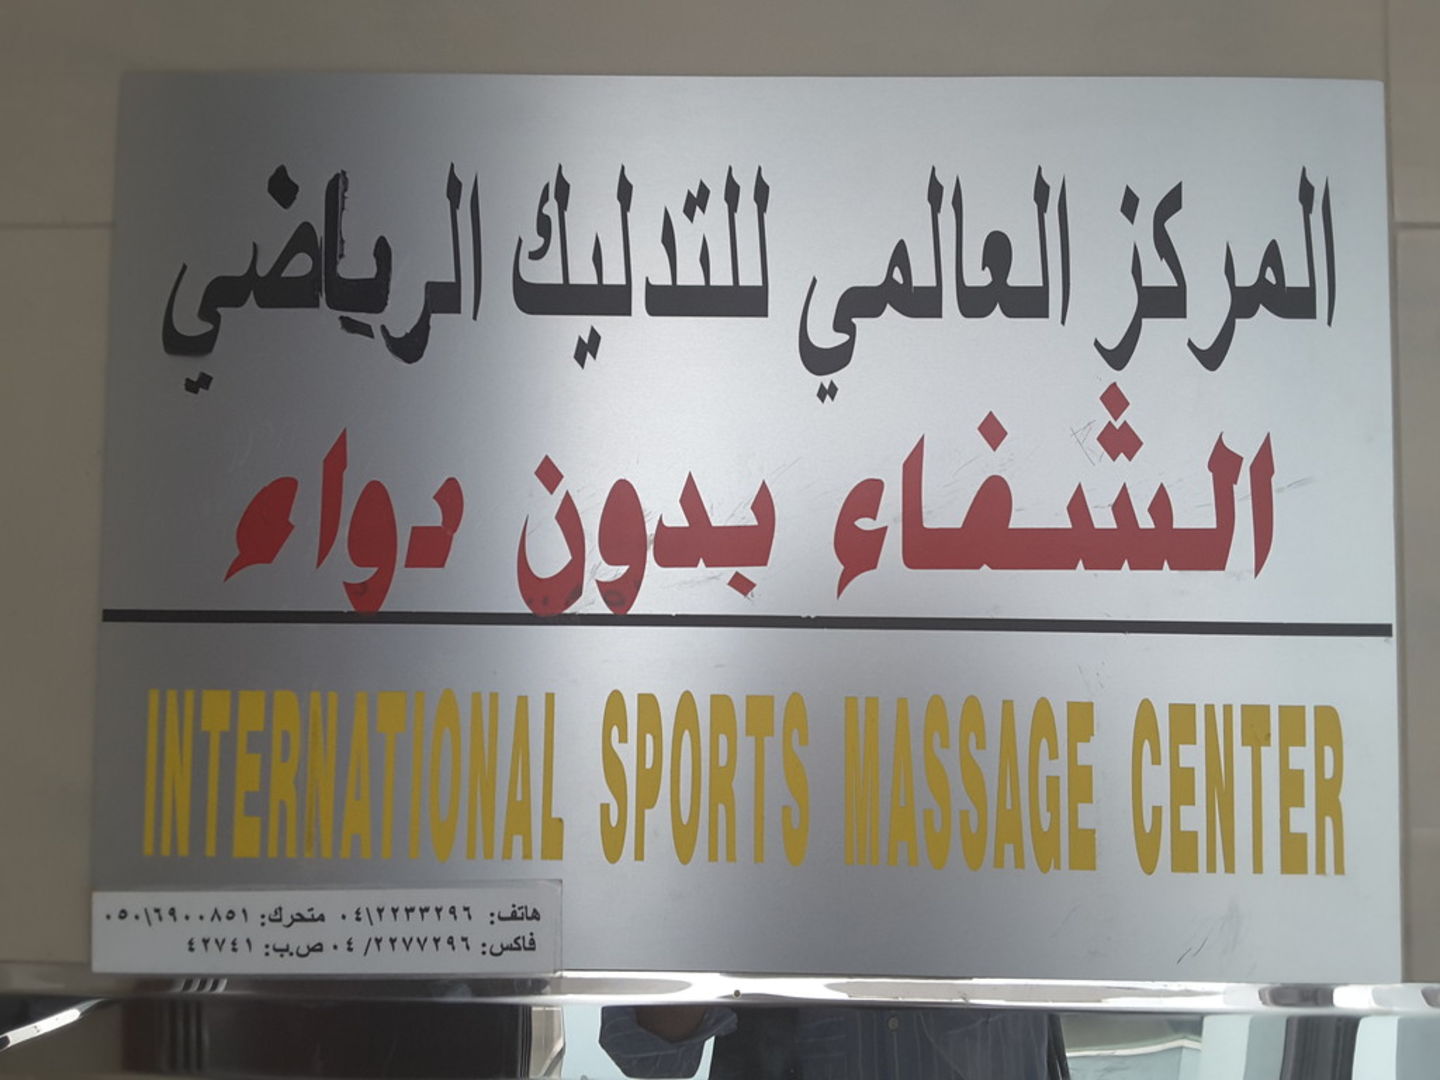 المركز العالمي للتدليك الرياضي
الشفاء بدون دواء
INTERNATIONAL SPORTS MASSAGE CENTER
هاتف: ٠٤\٢٢٣٣٢٩٦ متحرك: ٠٥٠\٦٩٠٠٨٥١
فاكس: ٠٤/٢٢٧٧٢٩٦ ص.ب: ٤٢٧٤١